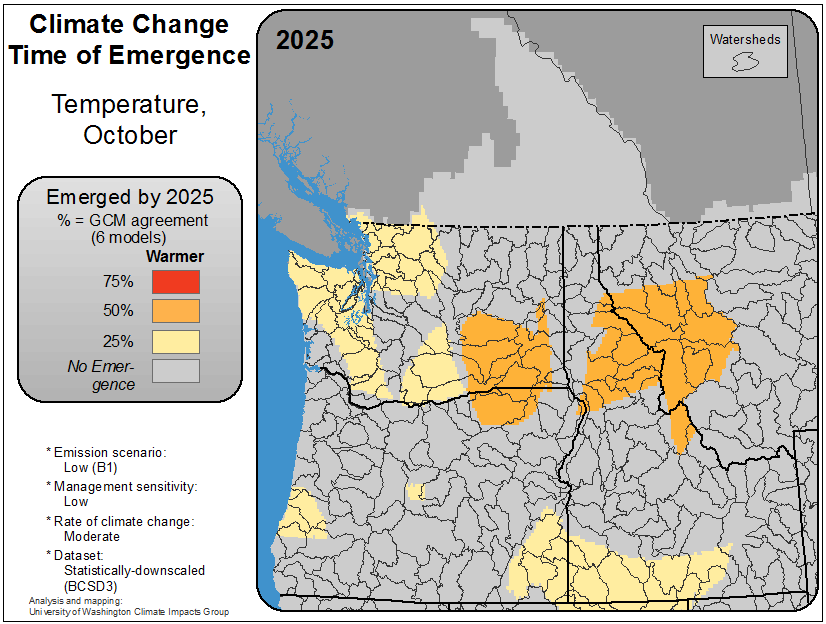 Climate Change
Time of Emergence
Temperature,
October
Emerged by 2025
% = GCM agreement
(6 models)
Warmer
75%
50%
25%
No Emer-
gence
* Emission scenario:
Low (B1)
* Management sensitivity:
Low
* Rate of climate change:
Moderate
* Dataset:
Statistically-downscaled
(BCSD3)
Analysis and mapping:
University of Washington Climate Impacts Group
2025
Watersheds